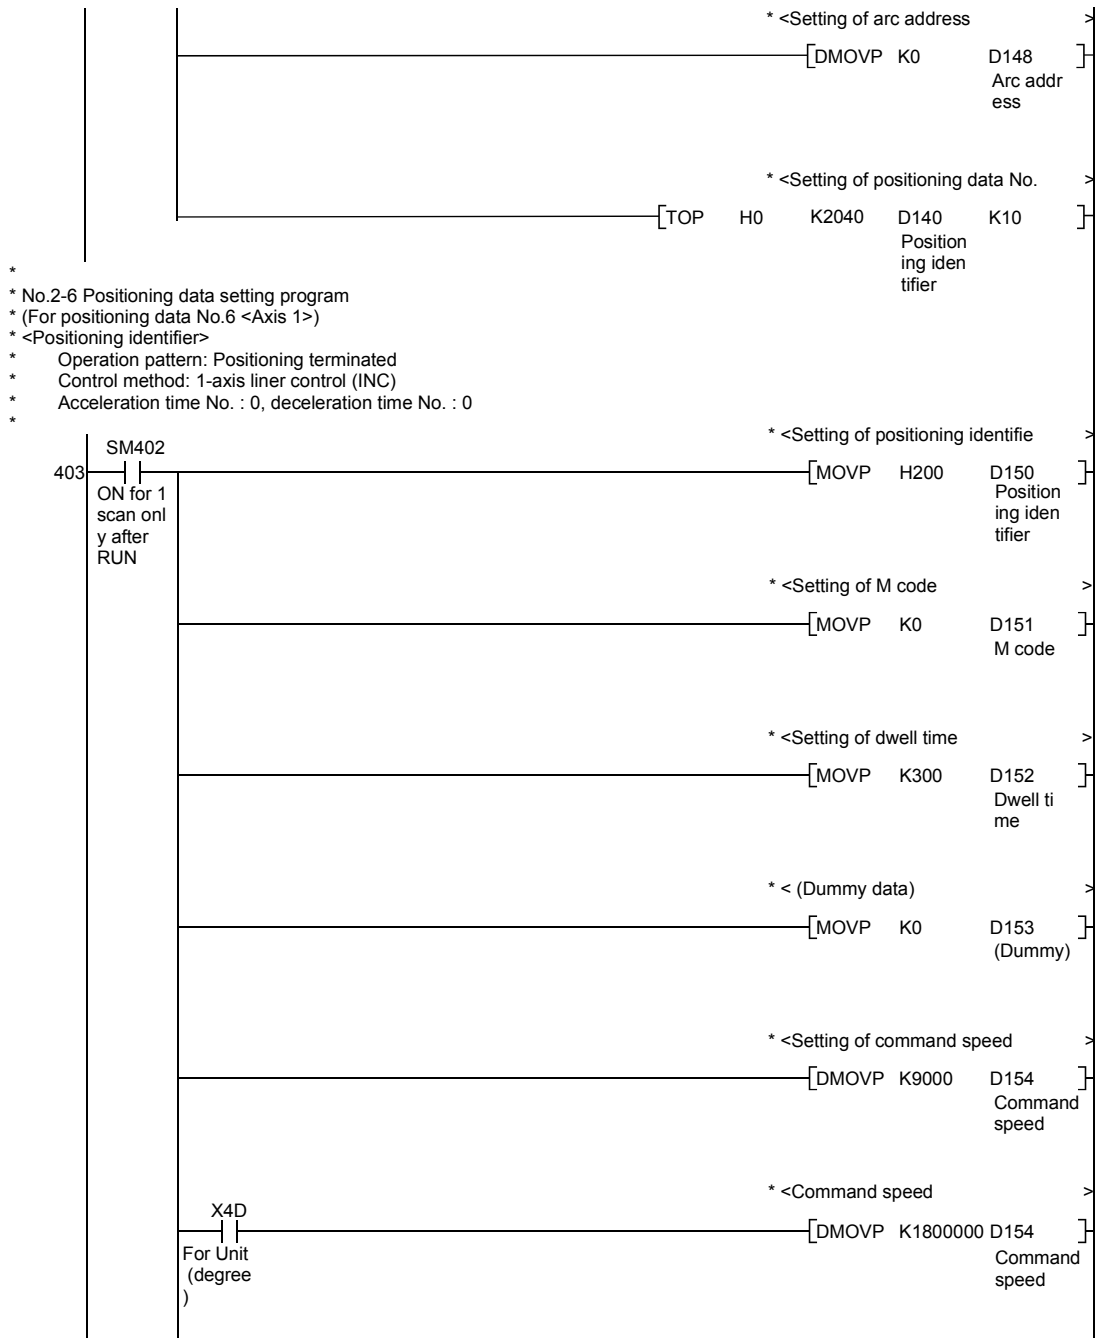 * <Setting of arc address >
DMOVP K0 D148
Arc addr
ess
* <Setting of positioning data No. >
TOP H0 K2040 D140 K10
Position
ing iden
tifier
*
* No.2-6 Positioning data setting program
* (For positioning data No.6 <Axis 1>)
* <Positioning identifier>
* Operation pattern: Positioning terminated
* Control method: 1-axis liner control (INC)
* Acceleration time No. : 0, deceleration time No. : 0
*
* <Setting of positioning identifie >
SM402
403
MOVP H200 D150
ON for 1
scan onl
y after
RUN
Position
ing iden
tifier
* <Setting of M code >
MOVP K0 D151
M code
* <Setting of dwell time >
MOVP K300 D152
Dwell ti
me
* < (Dummy data) >
MOVP K0 D153
(Dummy)
* <Setting of command speed >
DMOVP K9000 D154
Command
speed
* <Command speed >
X4D
DMOVP K1800000 D154
For Unit
(degree
)
Command
speed